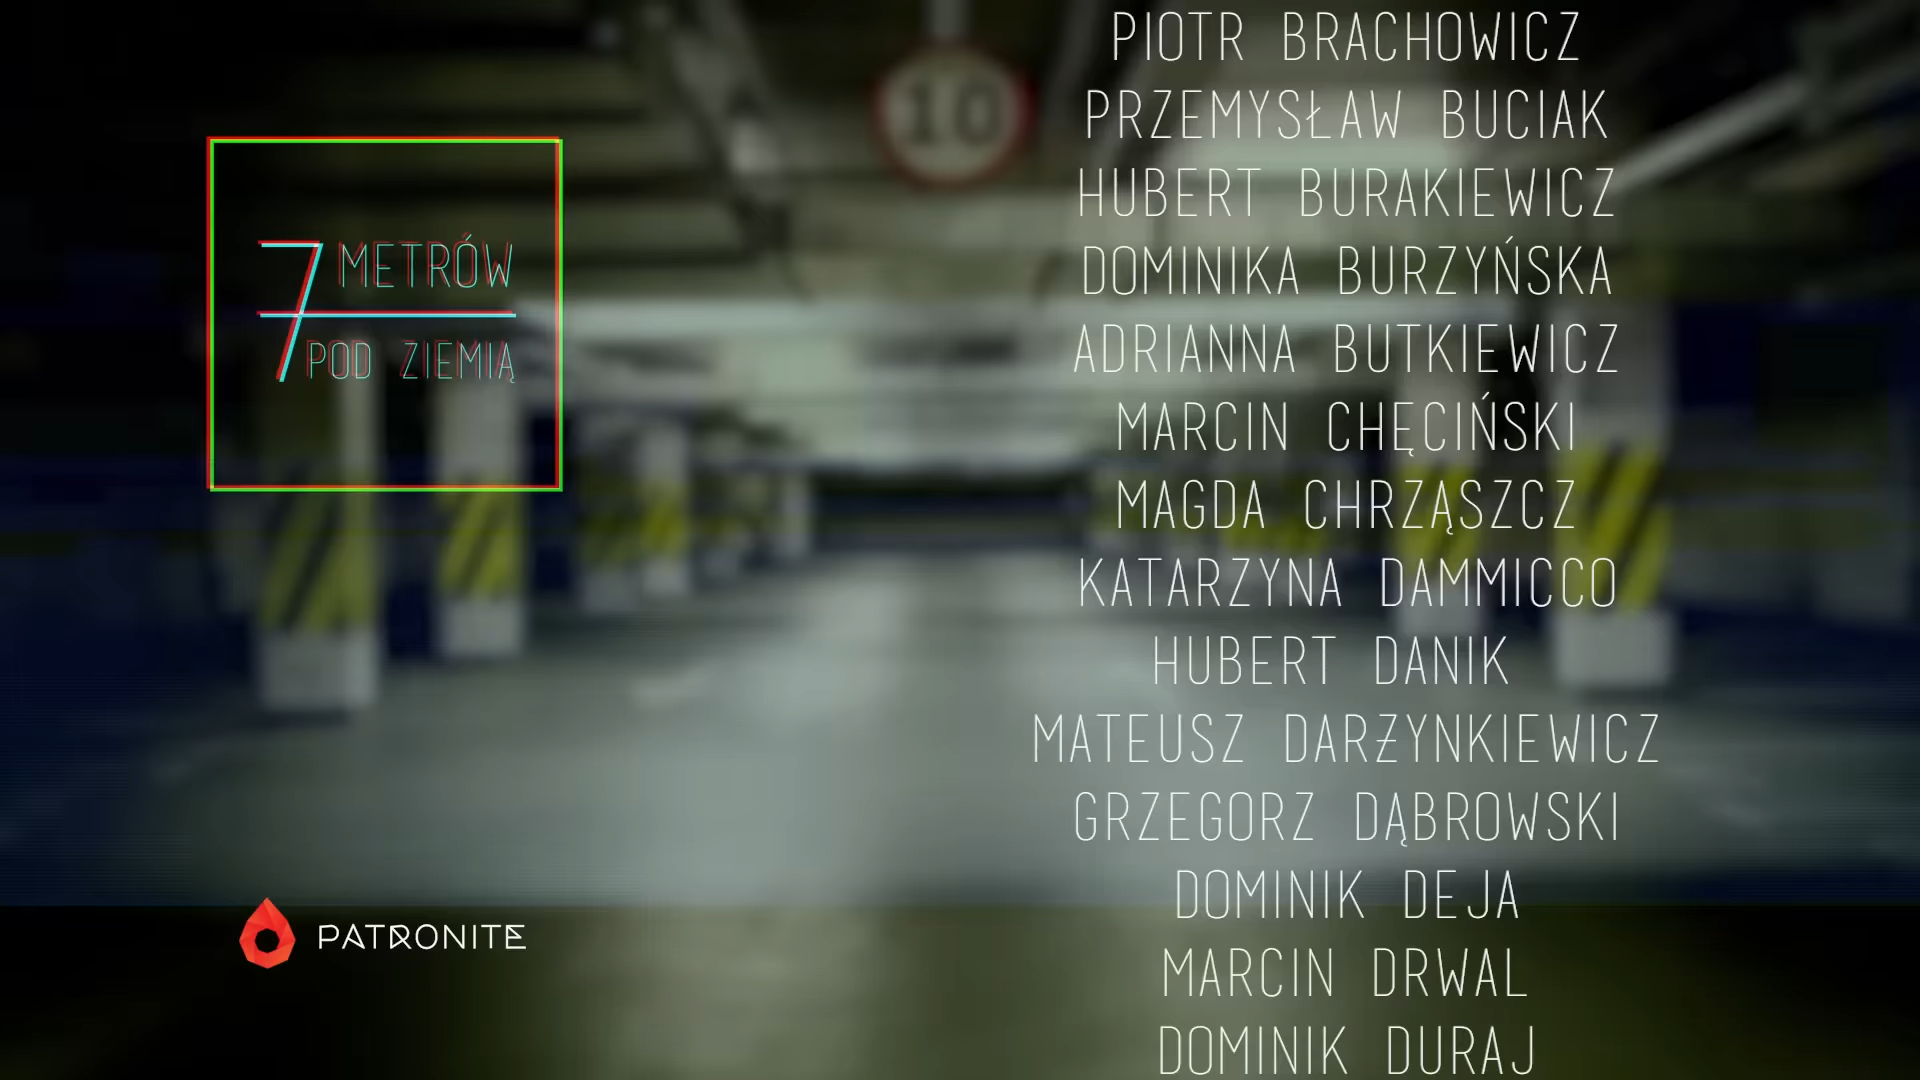 7 METRÓW
POD ZIEMIĄ
PATRONITE
10
PIOTR BRACHOWICZ
PRZEMYSŁAW BUCIAK
HUBERT BURAKIEWICZ
DOMINIKA BURZYŃSKA
ADRIANNA BUTKIEWICZ
MARCIN CHĘCIŃSKI
MAGDA CHRZĄSZCZ
KATARZYNA DAMMICCO
HUBERT DANIK
MATEUSZ DARŻYNKIEWICZ
GRZEGORZ DĄBROWSKI
DOMINIK DEJA
MARCIN DRWAL
DOMINIK DURAJ